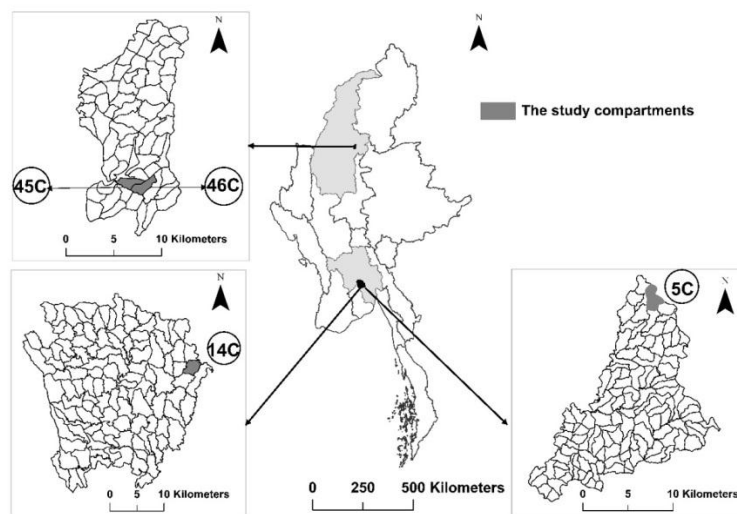 N
45C
46C
0 5 10 Kilometers
N
The study compartments
N
14C
0 5 10 Kilometers
0 250 500 Kilometers
N
5C
0 5 10 Kilometers